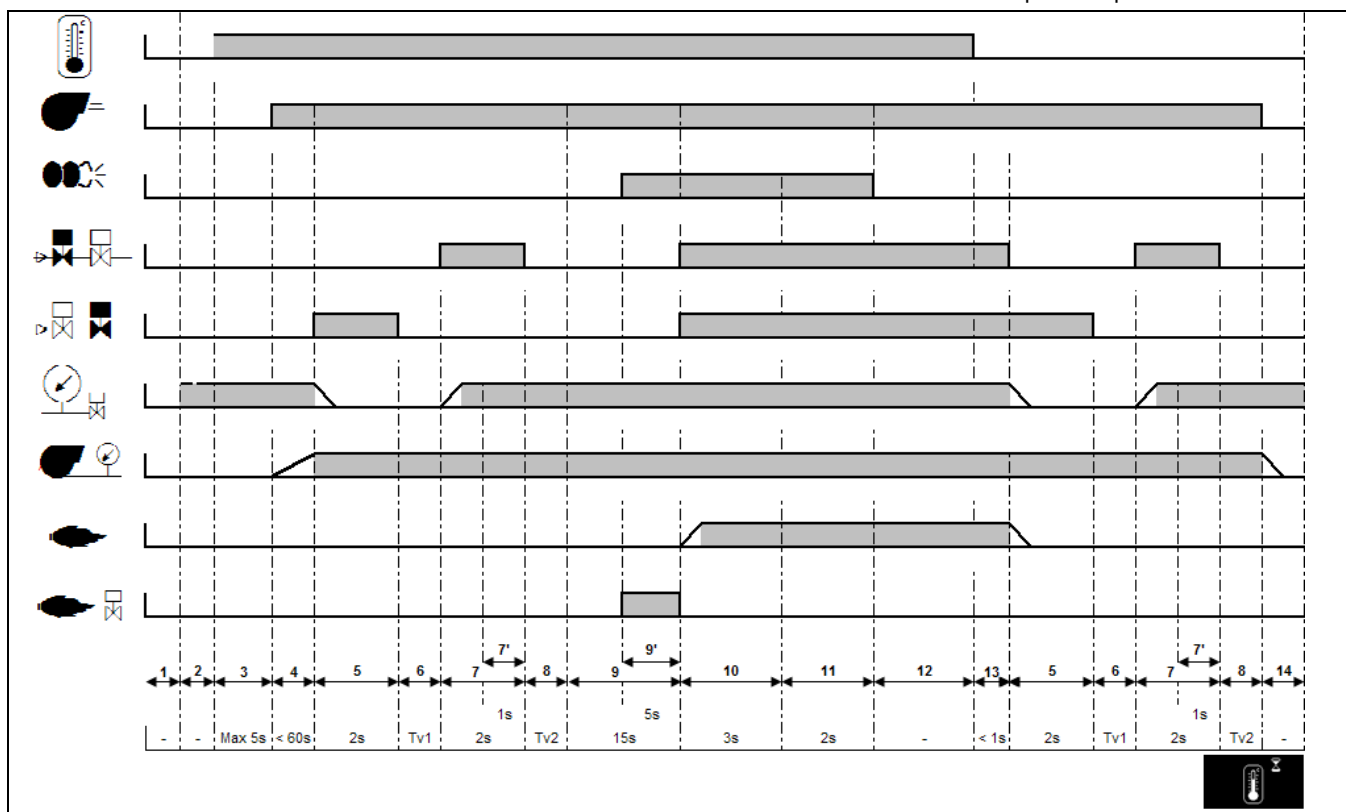 °C
7' 9' 7'
1 2 3 4 5 6 7 8 9 10 11 12 13 5 6 7 8 14
1s 5s 1s
- - Max 5s < 60s 2s Tv1 2s Tv2 15s 3s 2s - < 1s 2s Tv1 2s Tv2 -